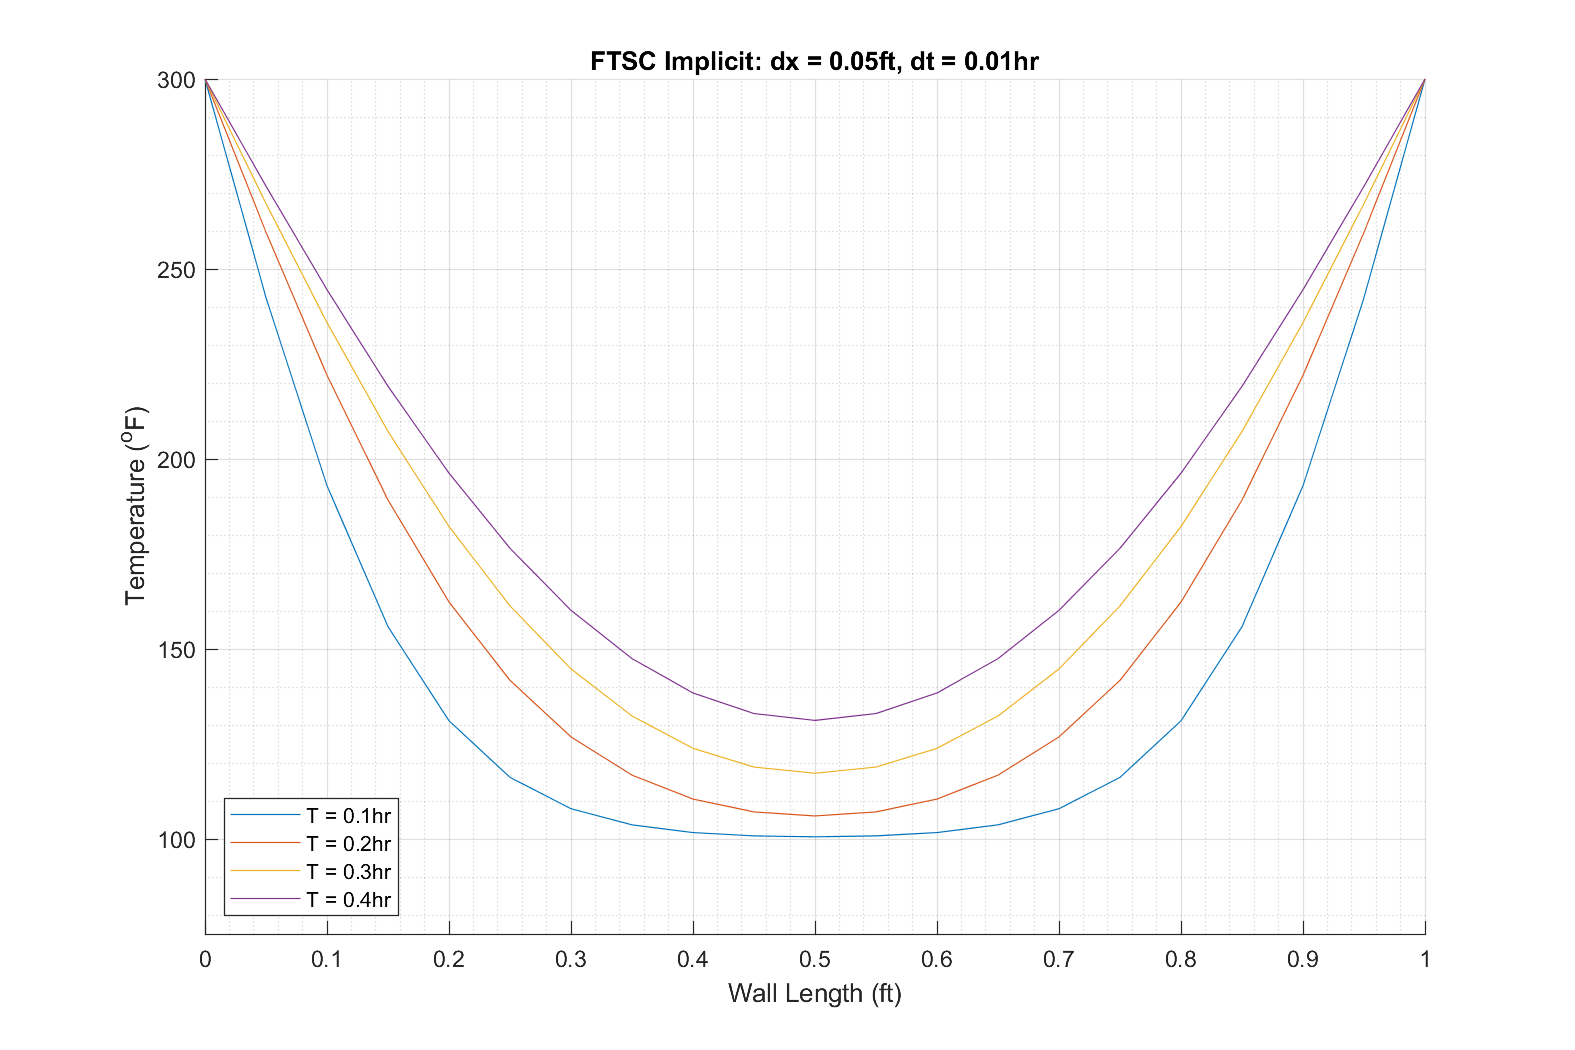 FTSC Implicit: dx = 0.05ft, dt = 0.01hr
300
250
200
150
100
Temperature (°F)
T = 0.1hr
T = 0.2hr
T = 0.3hr
T = 0.4hr
0 0.1 0.2 0.3 0.4 0.5 0.6 0.7 0.8 0.9 1
Wall Length (ft)